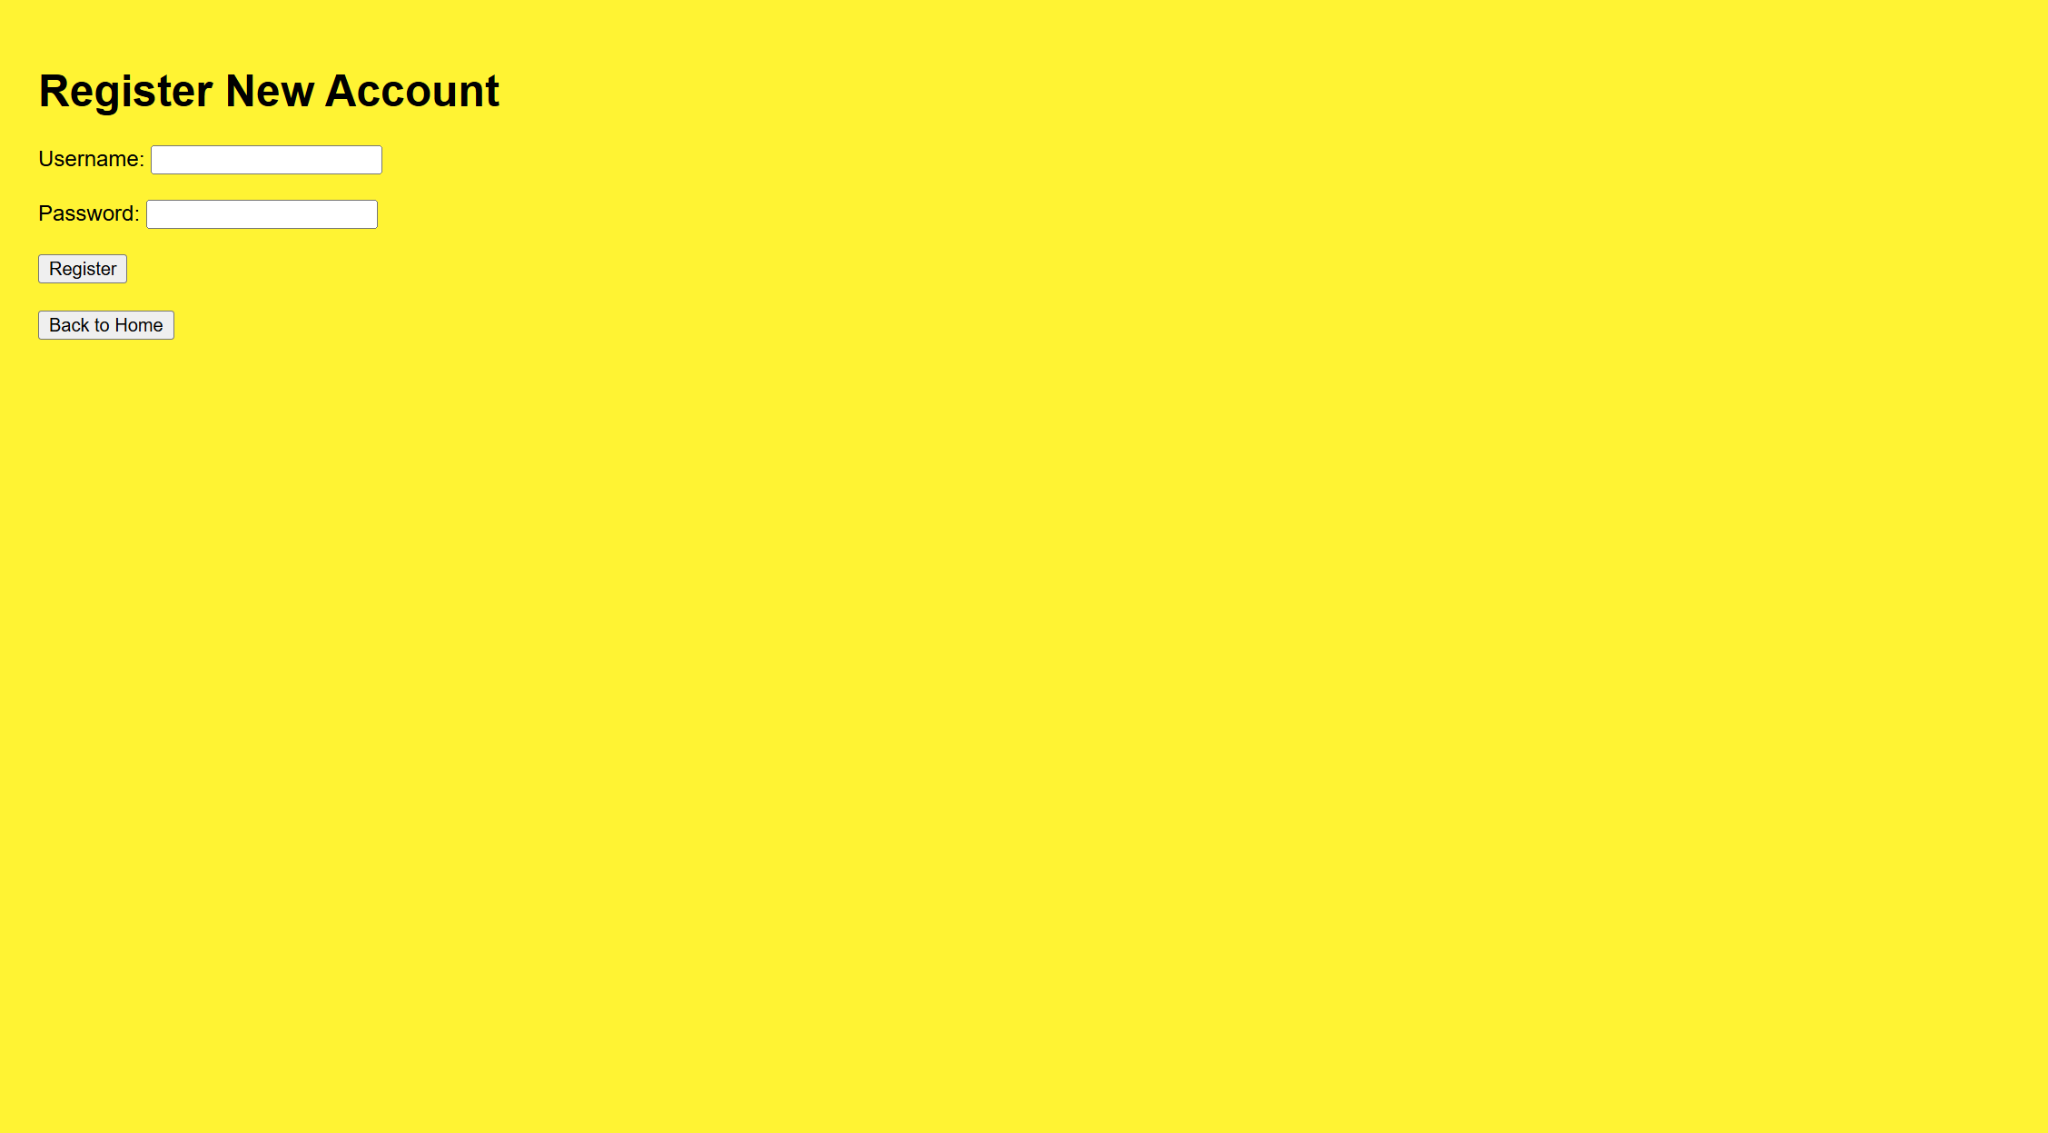 Register New Account
Username:
Password:
Register
Back to Home